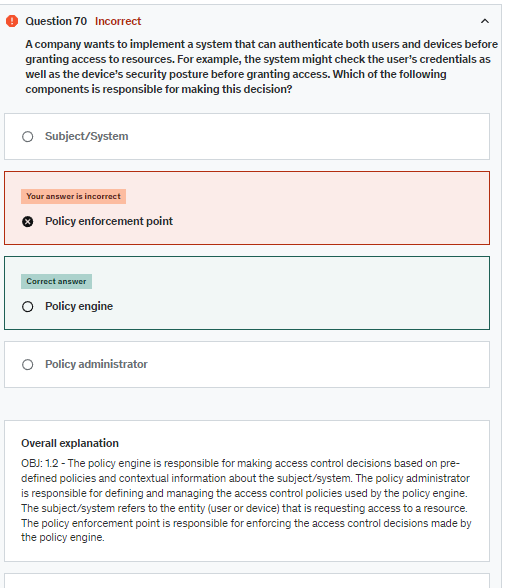 Question 70 Incorrect
A company wants to implement a system that can authenticate both users and devices before
granting access to resources. For example, the system might check the user's credentials as
well as the device's security posture before granting access. Which of the following
components is responsible for making this decision?
Subject/System
Your answer is incorrect
Policy enforcement point
Correct answer
Policy engine
Policy administrator
Overall explanation
OBJ: 1.2 - The policy engine is responsible for making access control decisions based on pre-
defined policies and contextual information about the subject/system. The policy administrator
is responsible for defining and managing the access control policies used by the policy engine.
The subject/system refers to the entity (user or device) that is requesting access to a resource.
The policy enforcement point is responsible for enforcing the access control decisions made by
the policy engine.